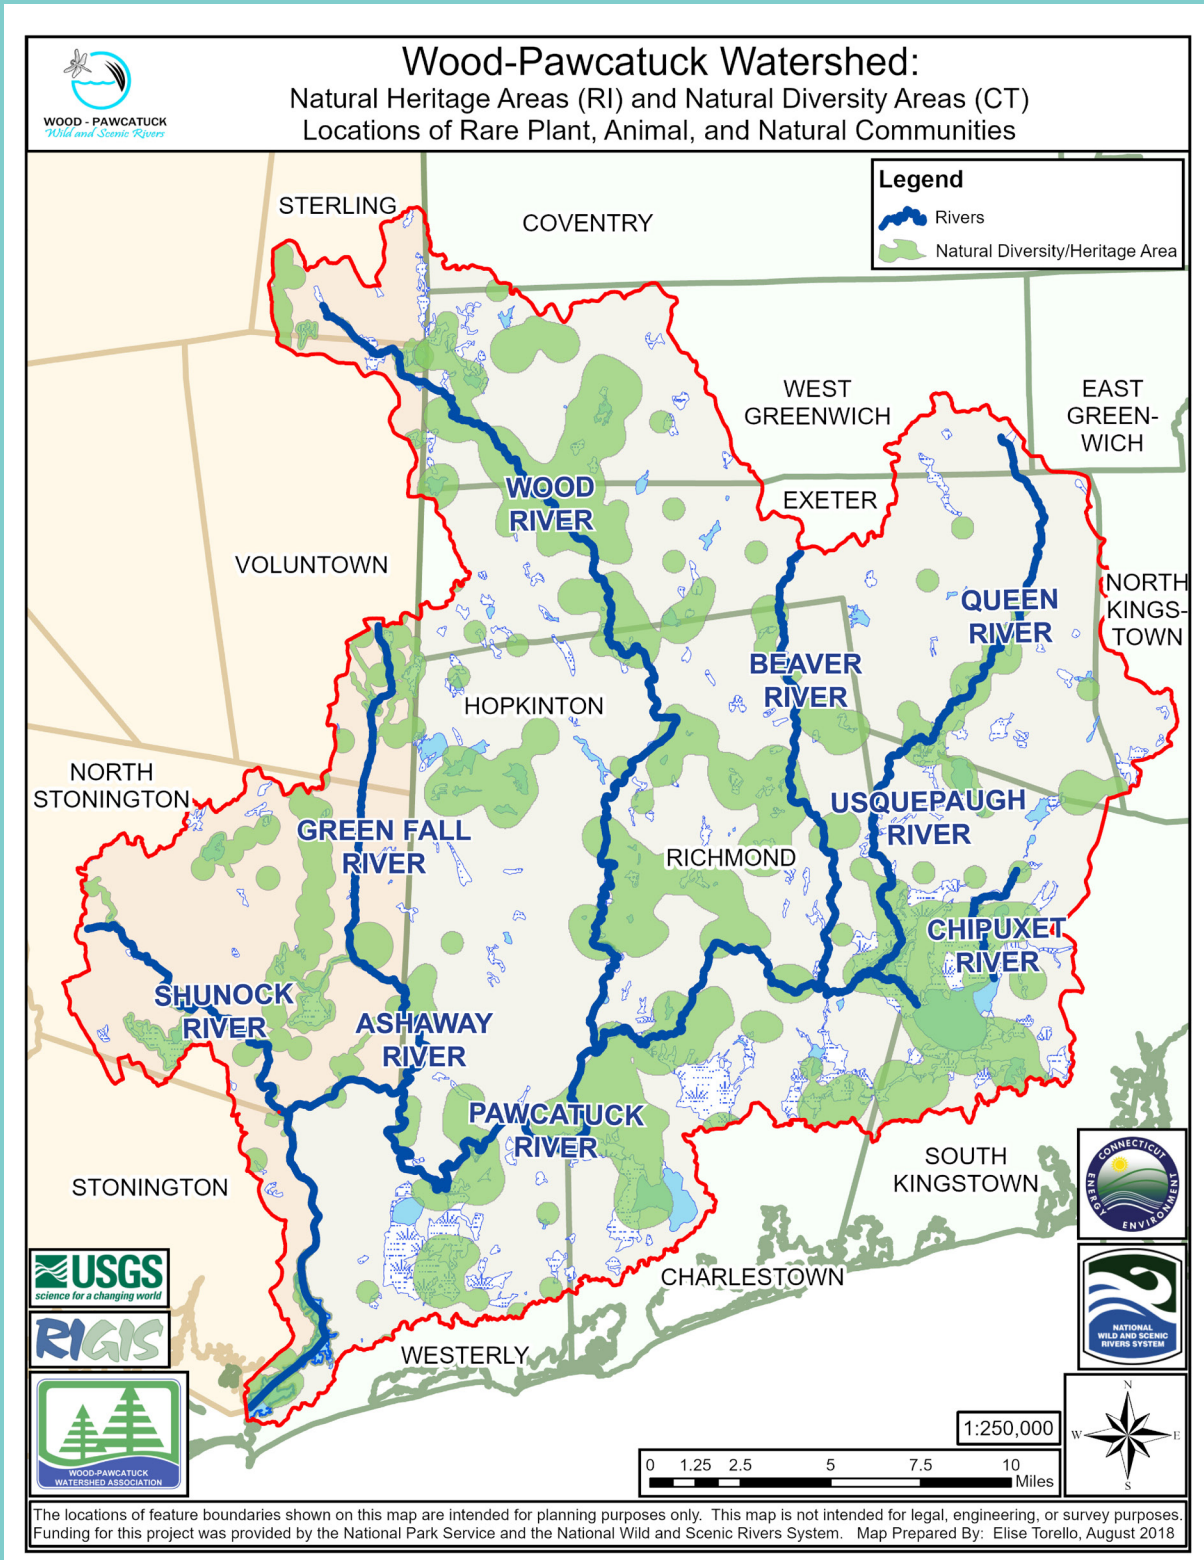 Wood-Pawcatuck Watershed:
Natural Heritage Areas (RI) and Natural Diversity Areas (CT)
Locations of Rare Plant, Animal, and Natural Communities
WOOD - PAWCATUCK
Wild and Scenic Rivers
Legend
Rivers
Natural Diversity/Heritage Area
STERLING
COVENTRY
WEST
GREENWICH
EAST
GREEN-
WICH
EXETER
WOOD
RIVER
VOLUNTOWN
NORTH
KINGS-
TOWN
QUEEN
RIVER
BEAVER
RIVER
HOPKINTON
NORTH
STONINGTON
USQUEPAUGH
RIVER
GREEN FALL
RIVER
RICHMOND
CHIPUXET
RIVER
SHUNOCK
RIVER
ASHAWAY
RIVER
PAWCATUCK
RIVER
STONINGTON
SOUTH
KINGSTOWN
CHARLESTOWN
WESTERLY
CONNECTICUT
ENERGY
ENVIRONMENT
USGS
science for a changing world
RIGIS
NATIONAL
WILD AND SCENIC
RIVERS SYSTEM
WOOD-PAWCATUCK
WATERSHED ASSOCIATION
N
W E
S
1:250,000
0 1.25 2.5 5 7.5 10
Miles
The locations of feature boundaries shown on this map are intended for planning purposes only. This map is not intended for legal, engineering, or survey purposes.
Funding for this project was provided by the National Park Service and the National Wild and Scenic Rivers System. Map Prepared By: Elise Torello, August 2018